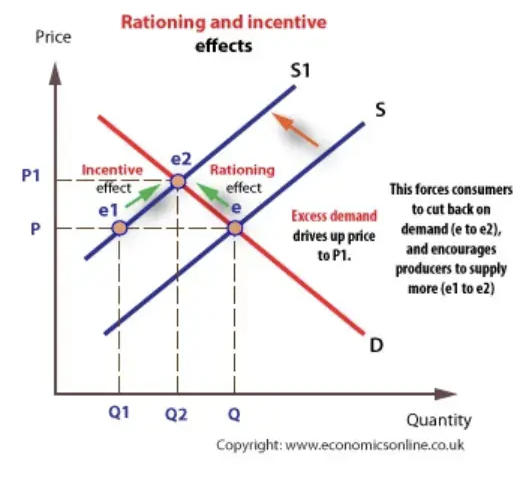 Rationing and incentive
effects
Price
S1
S
e2
Incentive
effect
Rationing
effect
P1
e1
e
P
Excess demand
drives up price
to P1.
This forces consumers
to cut back on
demand (e to e2),
and encourages
producers to supply
more (e1 to e2)
D
Q1
Q2
Q
Quantity
Copyright: www.economicsonline.co.uk